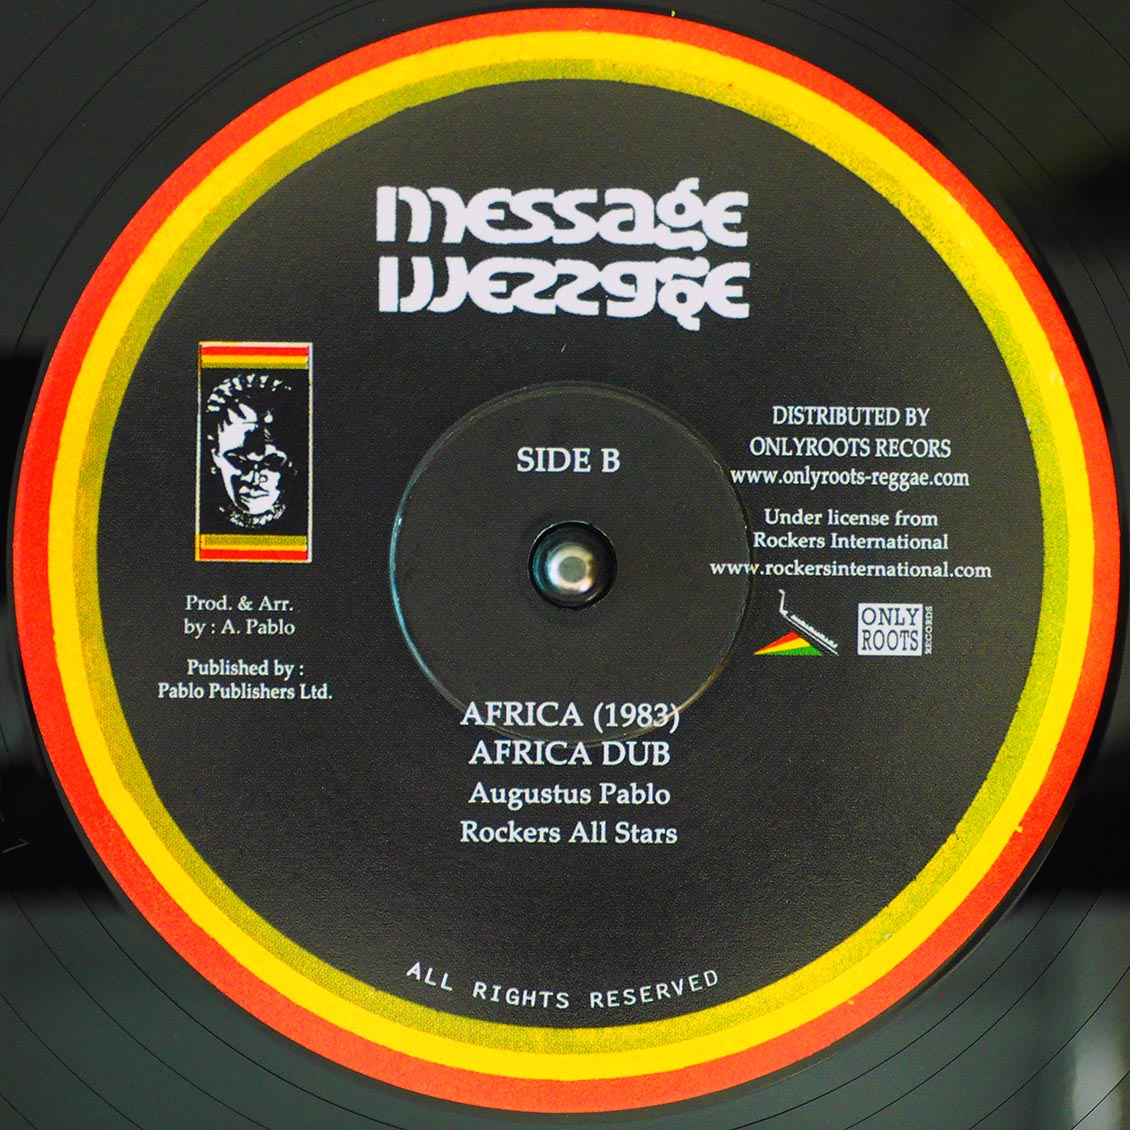 message
message
SIDE B
DISTRIBUTED BY
ONLYROOTS RECORS
www.onlyroots-reggae.com
Under license from
Rockers International
www.rockersinternational.com
ONLY
ROOTS
RECORDS
Prod. & Arr.
by : A. Pablo
Published by :
Pablo Publishers Ltd.
AFRICA (1983)
AFRICA DUB
Augustus Pablo
Rockers All Stars
ALL RIGHTS RESERVED